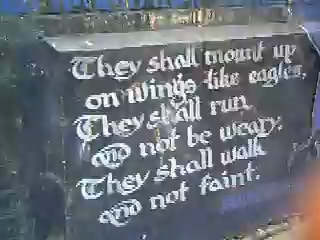 They shall mount up
on wings like eagles,
They shall run,
and not be weary;
They shall walk
and not faint.